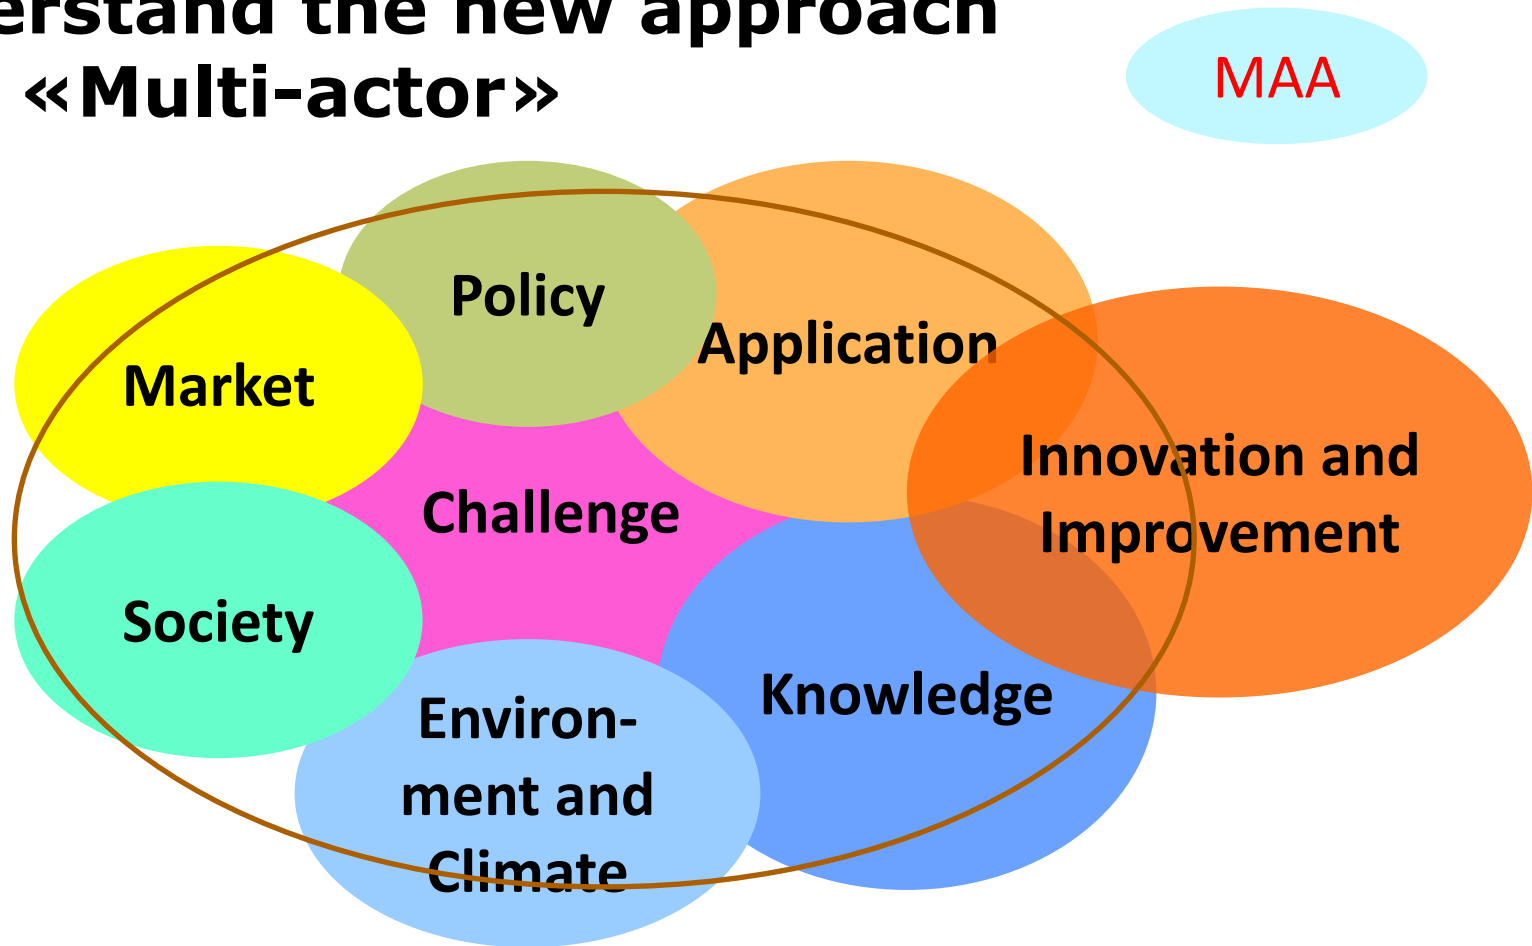 the new approach
«Multi-actor»
MAA
Policy
Application
Market
Innovation and
Improvement
Challenge
Society
Knowledge
Environ-
ment and
Climate